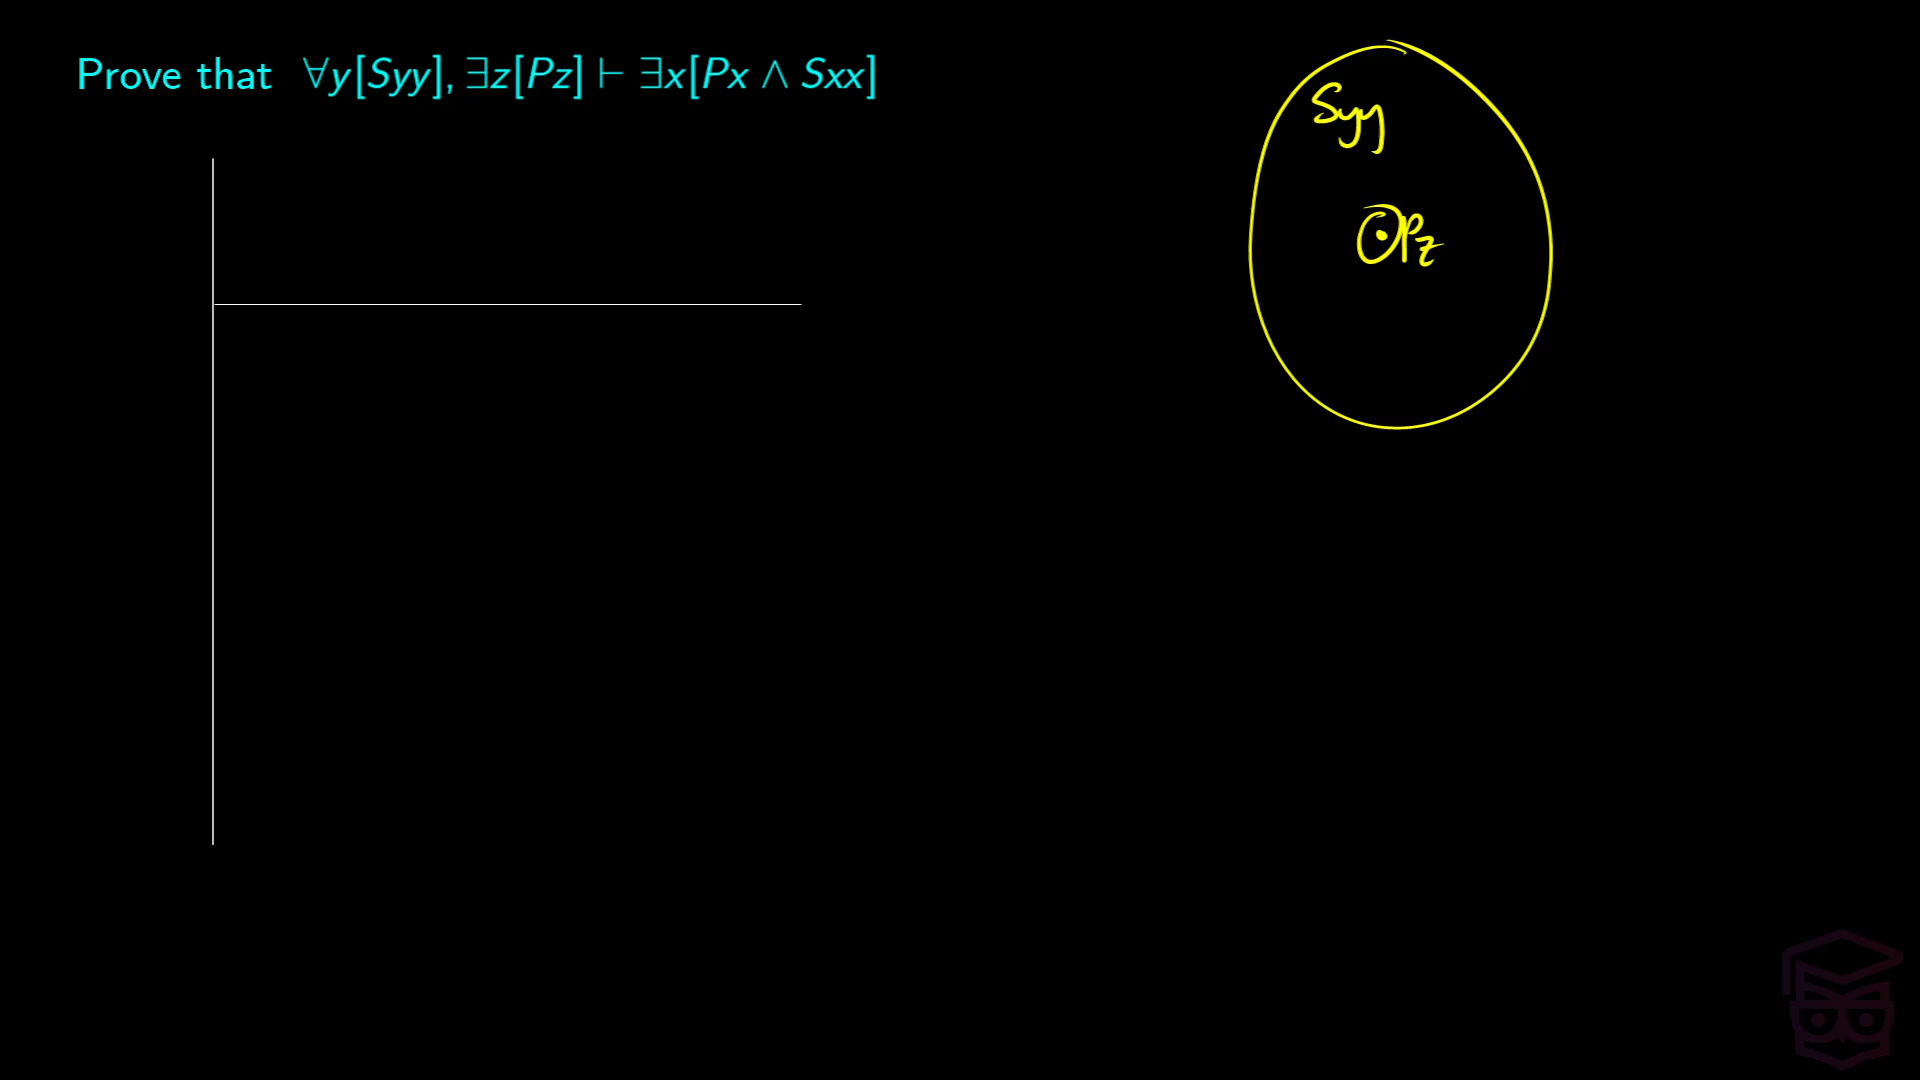 Prove that ∀y[Syy], ∃z[Pz] ⊢ ∃x[Px ∧ Sxx]
Syy
Pz